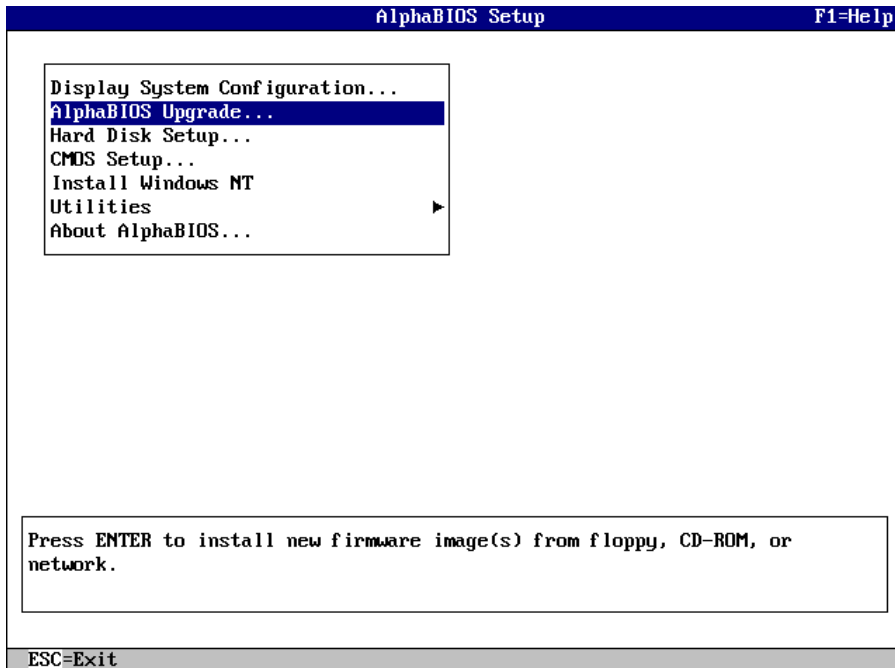 AlphaBIOS Setup F1=Help
Display System Configuration...
AlphaBIOS Upgrade...
Hard Disk Setup...
CMOS Setup...
Install Windows NT
Utilities
About AlphaBIOS...
Press ENTER to install new firmware image(s) from floppy, CD-ROM, or
network.
ESC=Exit